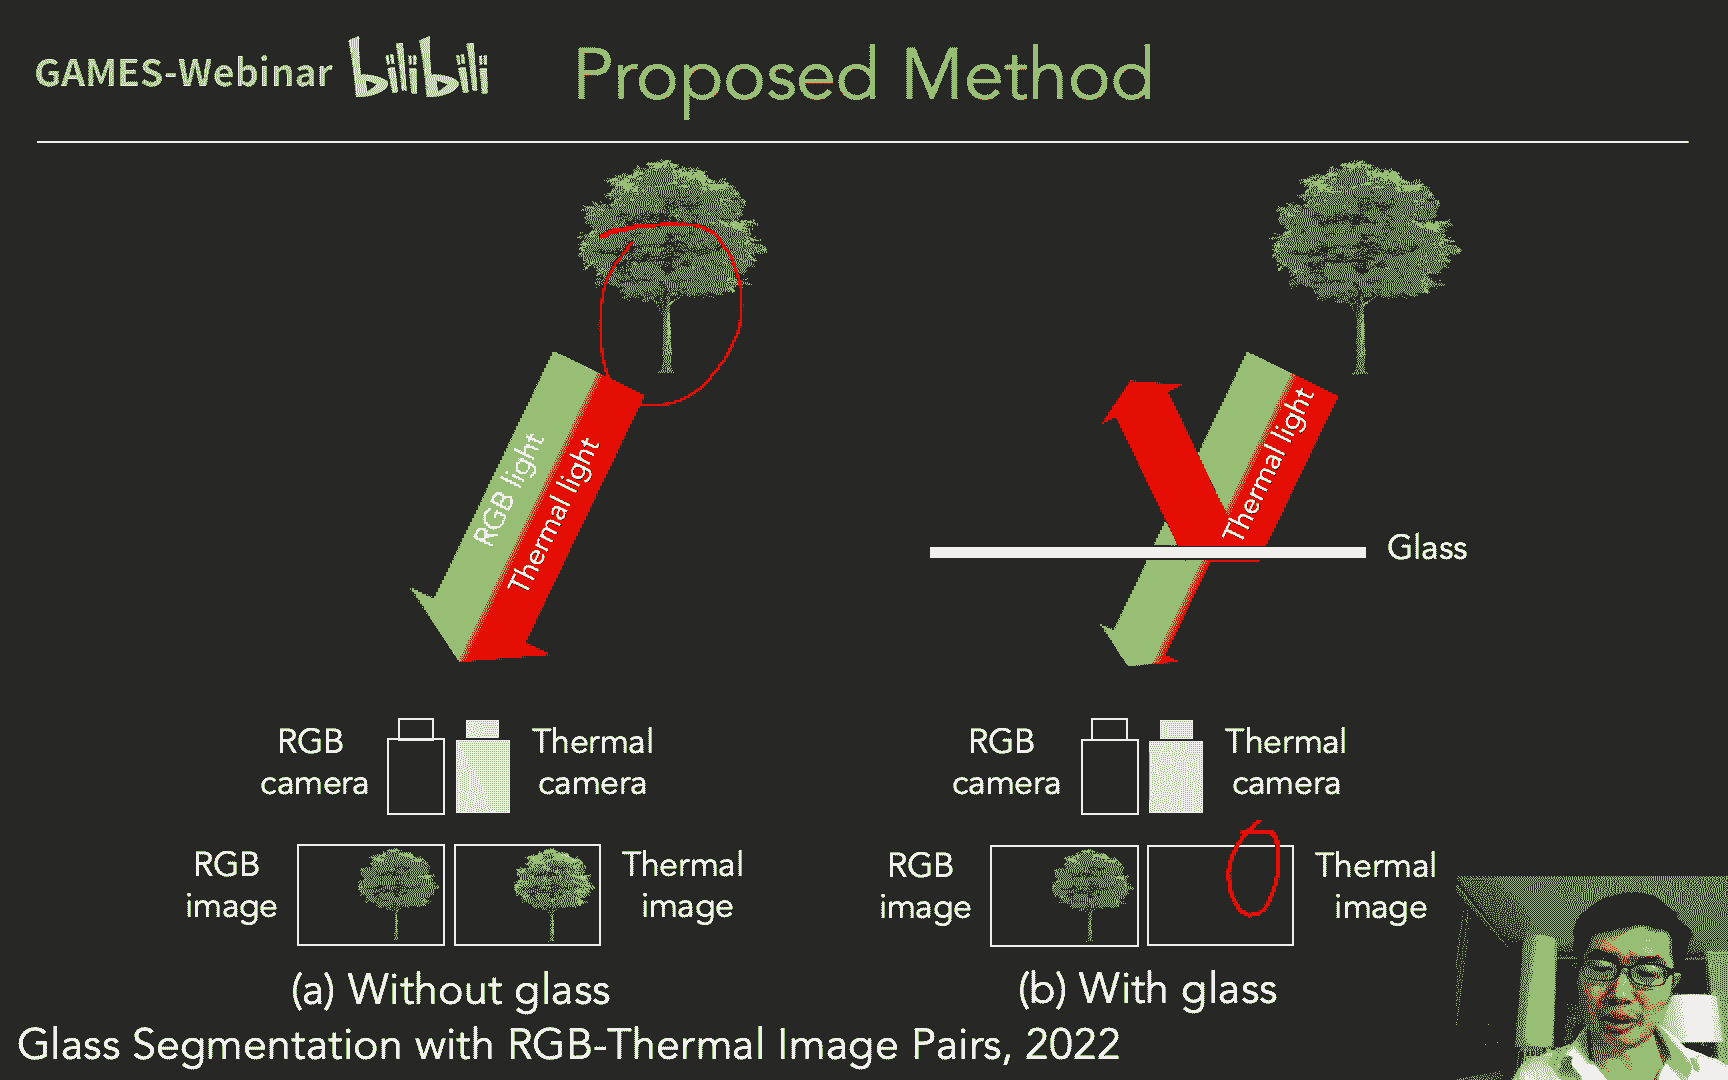 GAMES-Webinar bilibili
Proposed Method
RGB light
Thermal light
Thermal light
Glass
RGB
camera
Thermal
camera
RGB
camera
Thermal
camera
RGB
image
Thermal
image
RGB
image
Thermal
image
(a) Without glass
(b) With glass
Glass Segmentation with RGB-Thermal Image Pairs, 2022